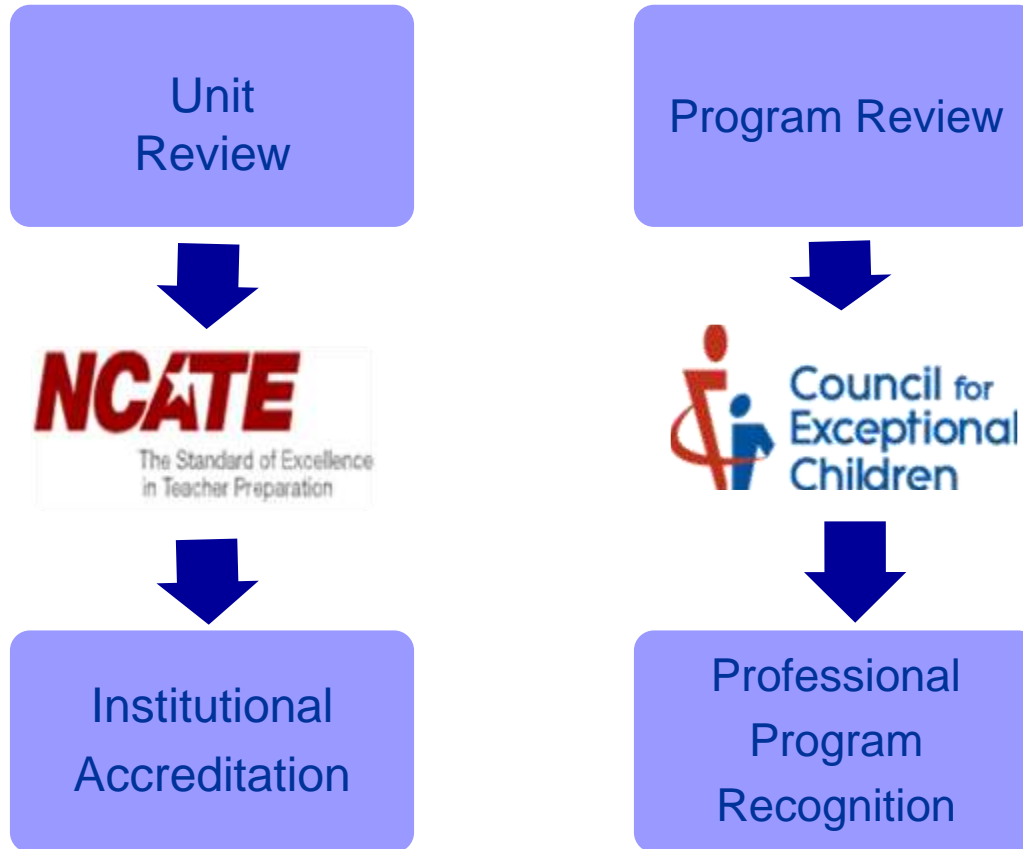 Unit
Review
NCATE
The Standard of Excellence
in Teacher Preparation
Institutional
Accreditation
Program Review
Council for
Exceptional
Children
Professional
Program
Recognition